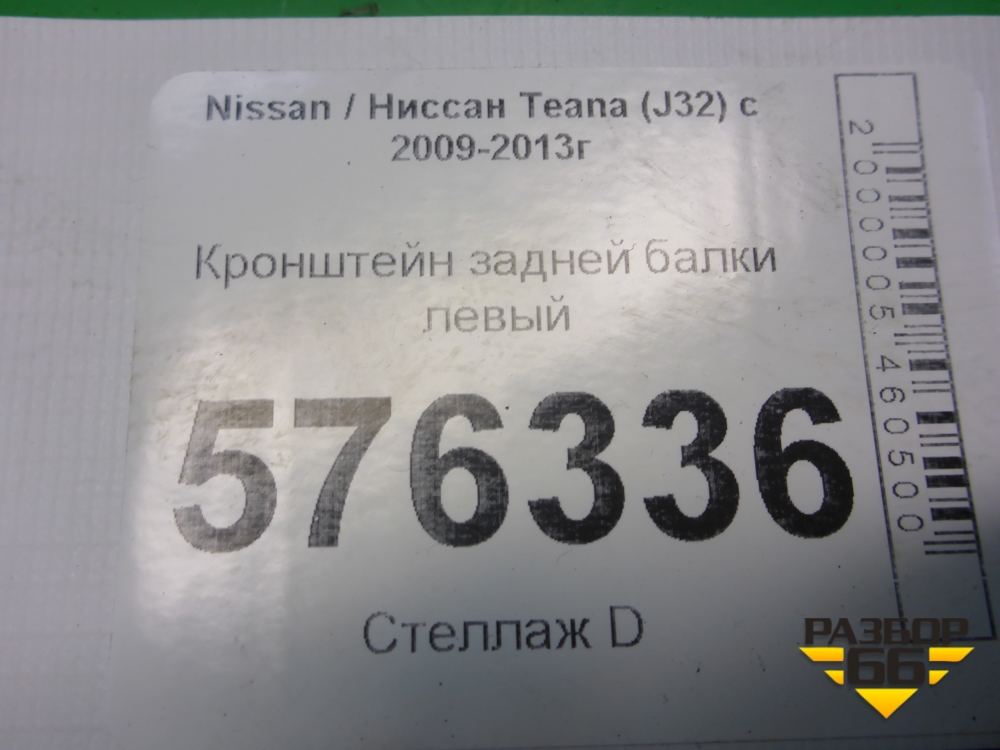 Nissan / Ниссан Teana (J32) с
2009-2013г
Кронштейн задней балки
левый
576336
Стеллаж D
2000005460500
РАЗБОР
66